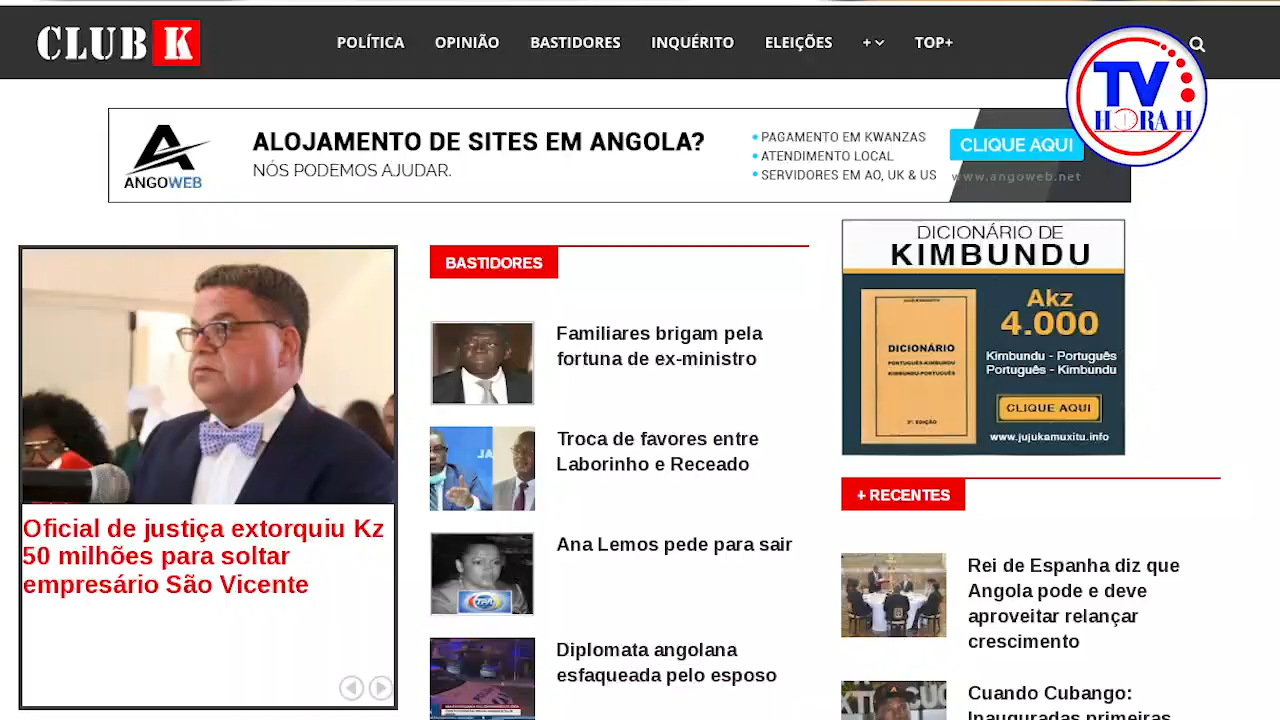 CLUB K
POLÍTICA OPINIÃO BASTIDORES INQUÉRITO ELEIÇÕES + TOP+
TV
HORA H
ANGOWEB
ALOJAMENTO DE SITES EM ANGOLA?
NÓS PODEMOS AJUDAR.
PAGAMENTO EM KWANZAS
ATENDIMENTO LOCAL
SERVIDORES EM AO, UK & US
CLIQUE AQUI
www.angoweb.net
Oficial de justiça extorquiu Kz
50 milhões para soltar
empresário São Vicente
BASTIDORES
Familiares brigam pela
fortuna de ex-ministro
Troca de favores entre
Laborinho e Receado
Ana Lemos pede para sair
Diplomata angolana
esfaqueada pelo esposo
DICIONÁRIO DE
KIMBUNDU
DICIONÁRIO
PORTUGUÊS-KIMBUNDU
KIMBUNDU-PORTUGUÊS
2ª. EDIÇÃO
Akz
4.000
Kimbundu - Português
Português - Kimbundu
CLIQUE AQUI
www.jujukamuxitu.info
+ RECENTES
Rei de Espanha diz que
Angola pode e deve
aproveitar relançar
crescimento
Cuando Cubango:
Inauguradas primeiras